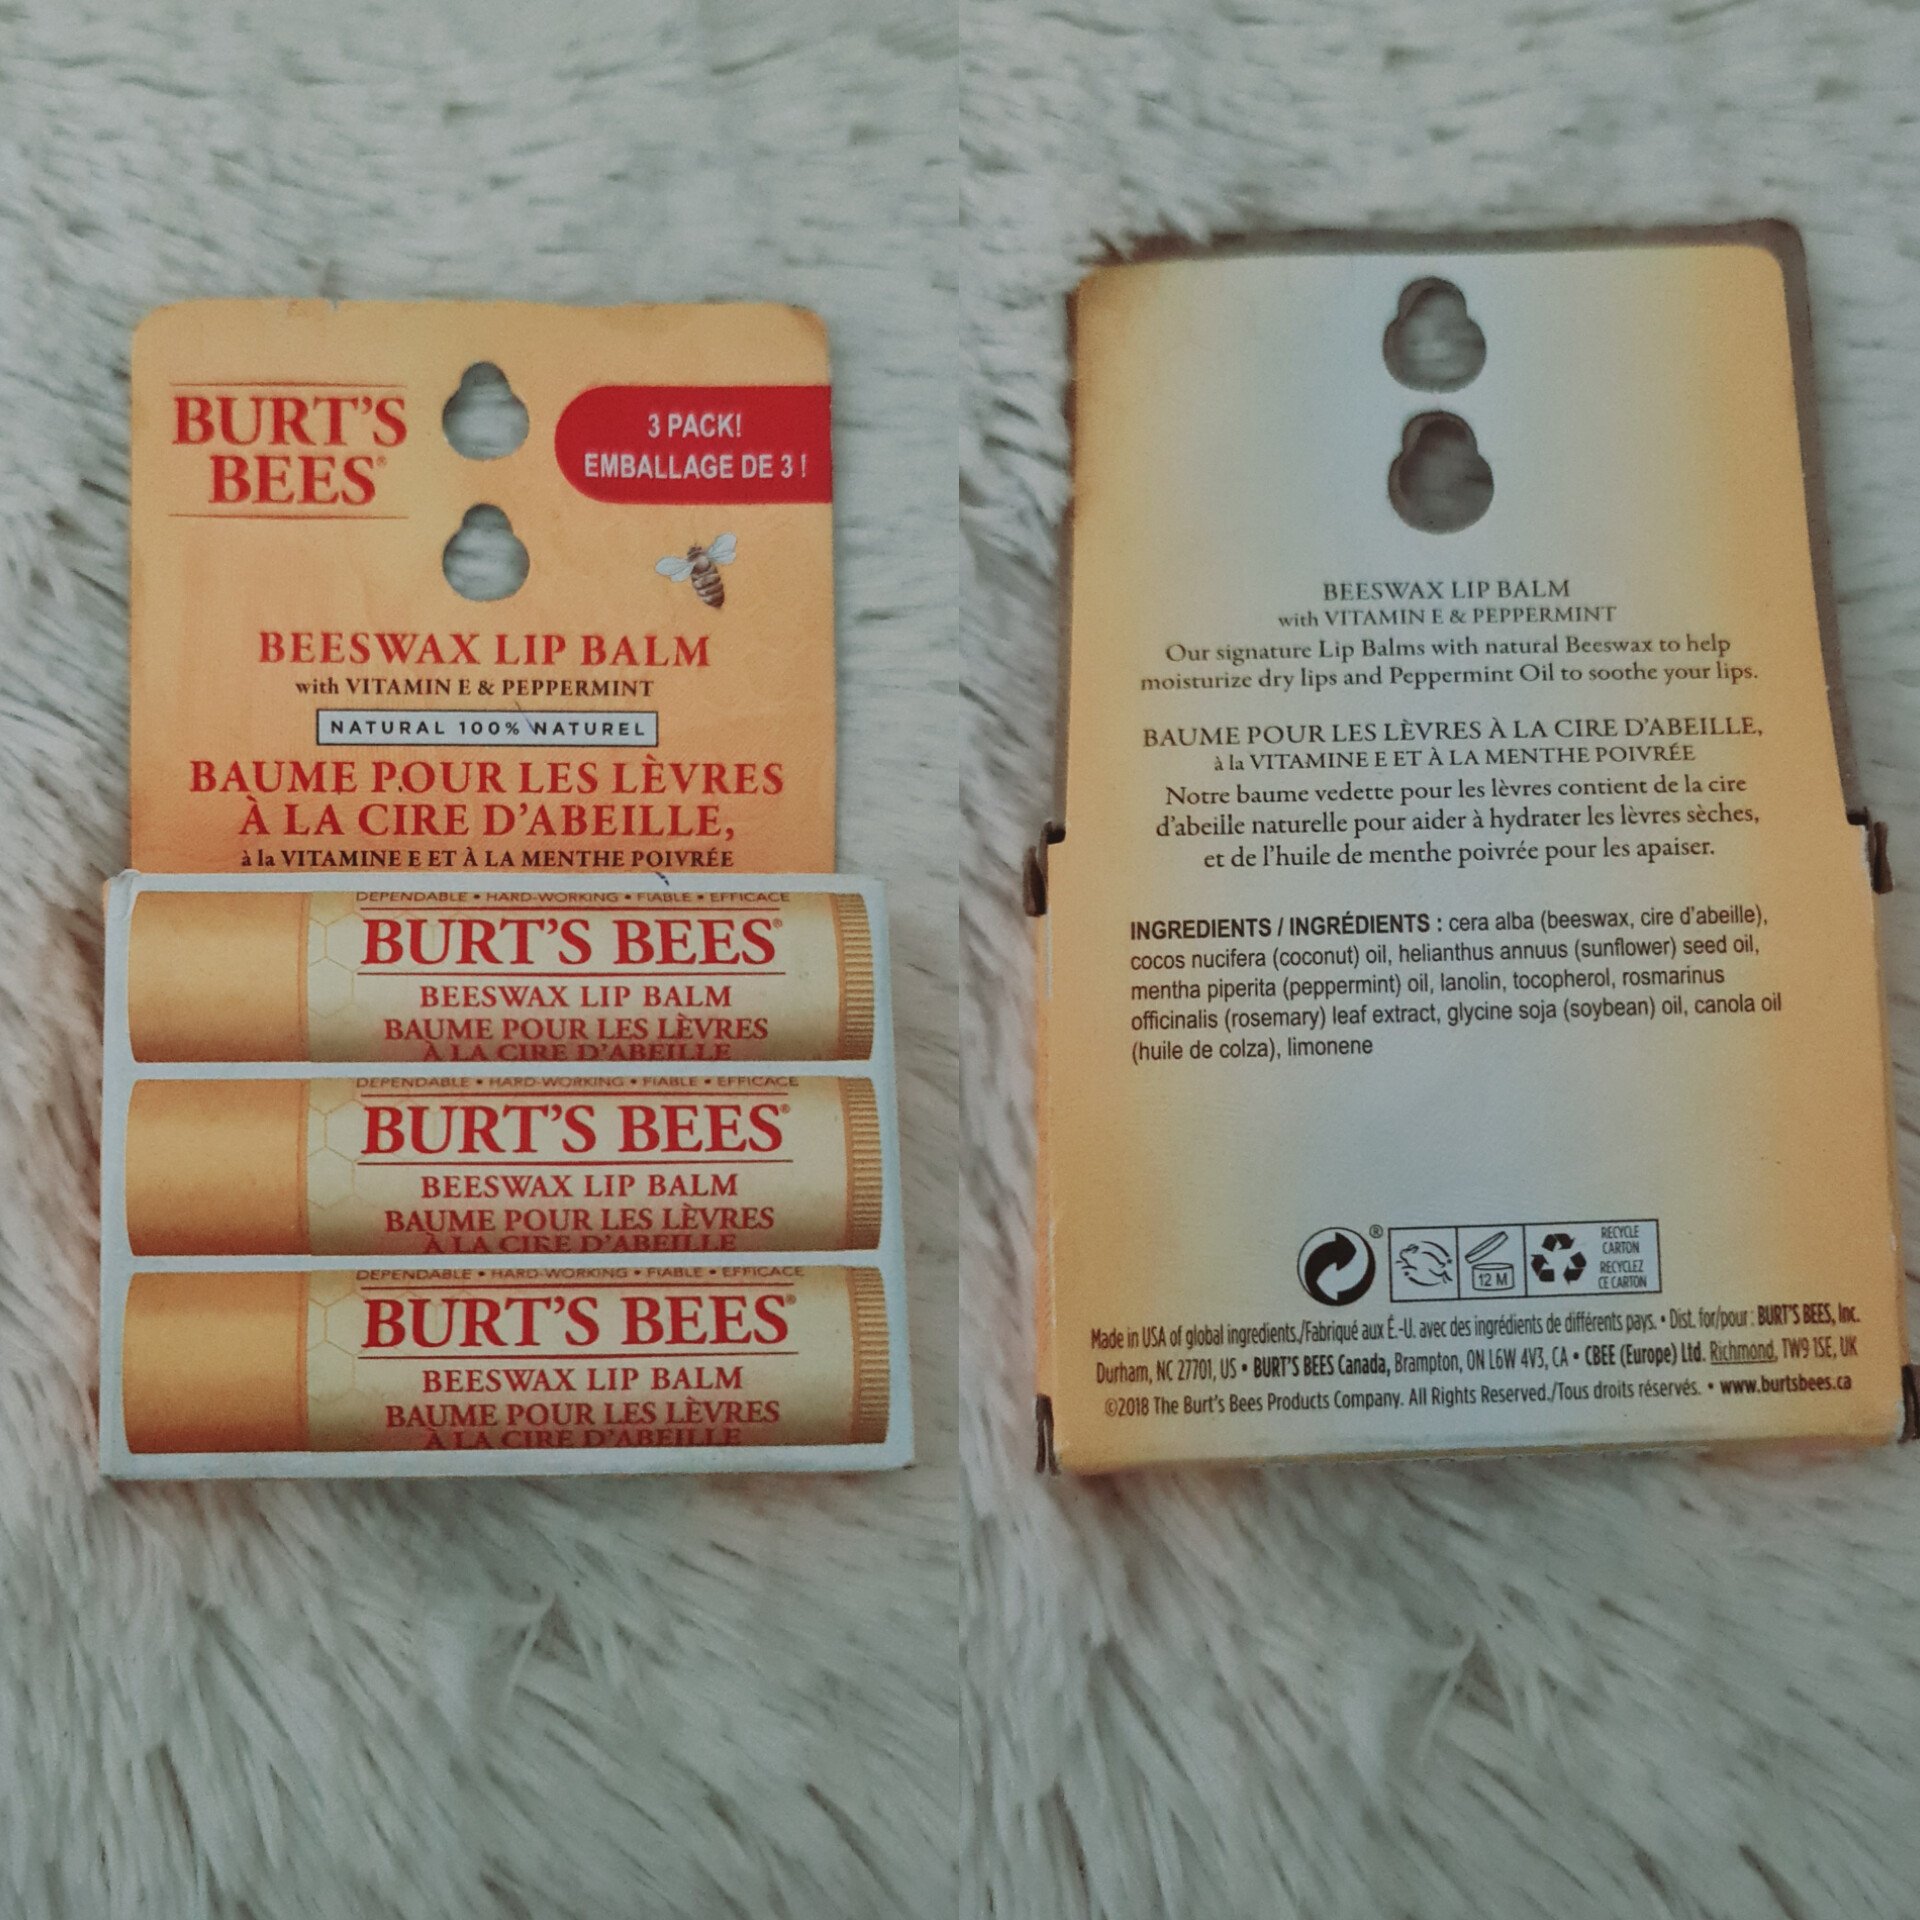 BURT'S
BEES®
3 PACK!
EMBALLAGE DE 3 !
BEESWAX LIP BALM
with VITAMIN E & PEPPERMINT
NATURAL 100% NATUREL
BAUME POUR LES LÈVRES
À LA CIRE D'ABEILLE,
à la VITAMINE E ET À LA MENTHE POIVRÉE
DEPENDABLE • HARD-WORKING • FIABLE • EFFICACE
BURT'S BEES®
BEESWAX LIP BALM
BAUME POUR LES LÈVRES
À LA CIRE D'ABEILLE
DEPENDABLE • HARD-WORKING • FIABLE • EFFICACE
BURT'S BEES®
BEESWAX LIP BALM
BAUME POUR LES LÈVRES
À LA CIRE D'ABEILLE
DEPENDABLE • HARD-WORKING • FIABLE • EFFICACE
BURT'S BEES®
BEESWAX LIP BALM
BAUME POUR LES LÈVRES
À LA CIRE D'ABEILLE
BEESWAX LIP BALM
with VITAMIN E & PEPPERMINT
Our signature Lip Balms with natural Beeswax to help
moisturize dry lips and Peppermint Oil to soothe your lips.
BAUME POUR LES LÈVRES À LA CIRE D'ABEILLE,
à la VITAMINE E ET À LA MENTHE POIVRÉE
Notre baume vedette pour les lèvres contient de la cire
d'abeille naturelle pour aider à hydrater les lèvres sèches,
et de l'huile de menthe poivrée pour les apaiser.
INGREDIENTS / INGRÉDIENTS : cera alba (beeswax, cire d'abeille),
cocos nucifera (coconut) oil, helianthus annuus (sunflower) seed oil,
mentha piperita (peppermint) oil, lanolin, tocopherol, rosmarinus
officinalis (rosemary) leaf extract, glycine soja (soybean) oil, canola oil
(huile de colza), limonene
®
12 M
RECYCLE
CARTON
RECYCLEZ
CE CARTON
Made in USA of global ingredients./Fabriqué aux É.-U. avec des ingrédients de différents pays. • Dist. for/pour : BURT'S BEES, Inc.
Durham, NC 27701, US • BURT'S BEES Canada, Brampton, ON L6W 4V3, CA • CBEE (Europe) Ltd. Richmond, TW9 1SE, UK
©2018 The Burt's Bees Products Company. All Rights Reserved./Tous droits réservés. • www.burtsbees.ca